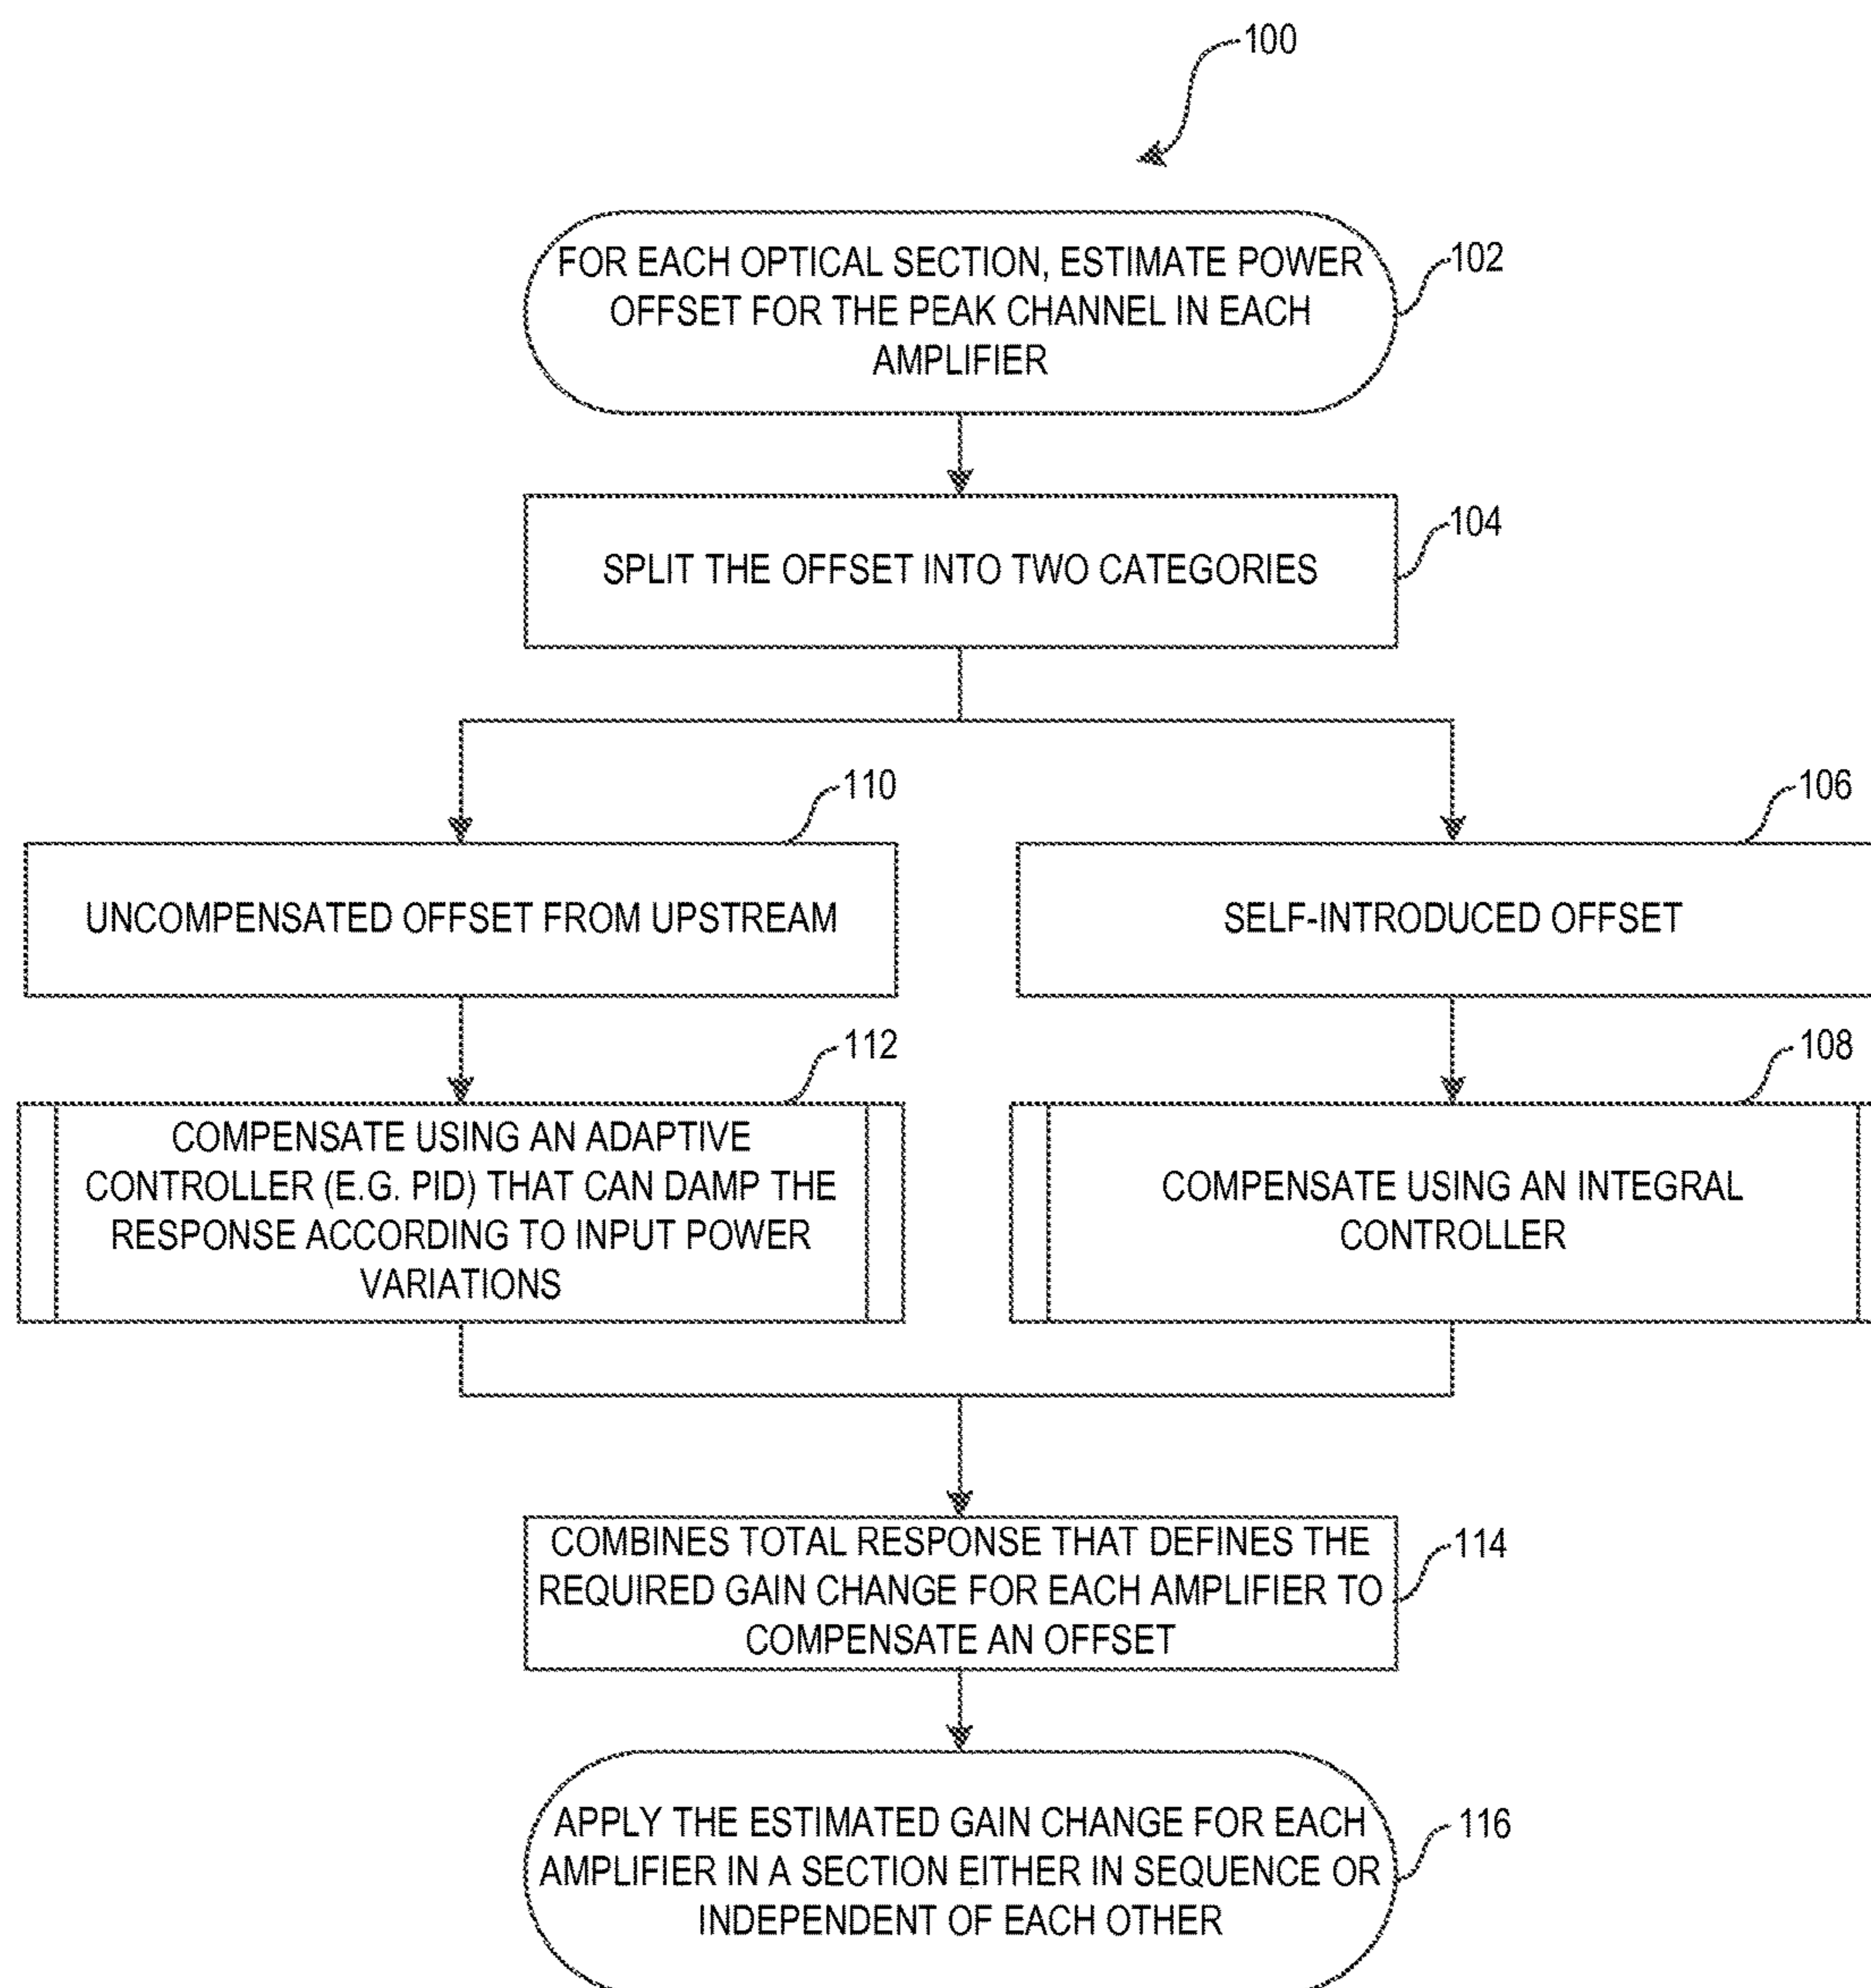 100
FOR EACH OPTICAL SECTION, ESTIMATE POWER
OFFSET FOR THE PEAK CHANNEL IN EACH
AMPLIFIER
102
SPLIT THE OFFSET INTO TWO CATEGORIES
104
110
UNCOMPENSATED OFFSET FROM UPSTREAM
106
SELF-INTRODUCED OFFSET
112
COMPENSATE USING AN ADAPTIVE
CONTROLLER (E.G. PID) THAT CAN DAMP THE
RESPONSE ACCORDING TO INPUT POWER
VARIATIONS
108
COMPENSATE USING AN INTEGRAL
CONTROLLER
COMBINES TOTAL RESPONSE THAT DEFINES THE
REQUIRED GAIN CHANGE FOR EACH AMPLIFIER TO
COMPENSATE AN OFFSET
114
APPLY THE ESTIMATED GAIN CHANGE FOR EACH
AMPLIFIER IN A SECTION EITHER IN SEQUENCE OR
INDEPENDENT OF EACH OTHER
116